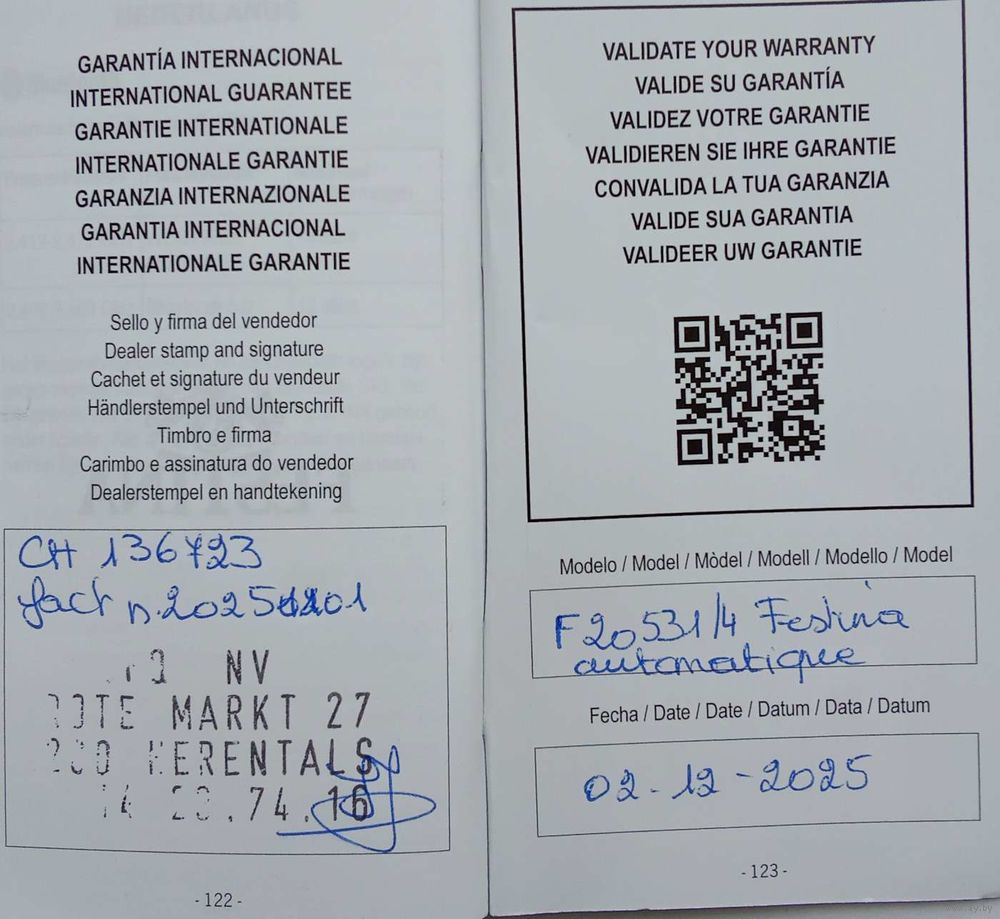 GARANTÍA INTERNACIONAL
INTERNATIONAL GUARANTEE
GARANTIE INTERNATIONALE
INTERNATIONALE GARANTIE
GARANZIA INTERNAZIONALE
GARANTIA INTERNACIONAL
INTERNATIONALE GARANTIE
Sello y firma del vendedor
Dealer stamp and signature
Cachet et signature du vendeur
Händlerstempel und Unterschrift
Timbro e firma
Carimbo e assinatura do vendedor
Dealerstempel en handtekening
CH 136723
fact n.
NV
MARKT 27
HERENTALS
.74.16
- 122 -
VALIDATE YOUR WARRANTY
VALIDE SU GARANTÍA
VALIDEZ VOTRE GARANTIE
VALIDIEREN SIE IHRE GARANTIE
CONVALIDA LA TUA GARANZIA
VALIDE SUA GARANTIA
VALIDEER UW GARANTIE
Modelo / Model / Mòdel / Modell / Modello / Model
F20531/4 Festina
automatique
Fecha / Date / Date / Datum / Data / Datum
02-12-2025
- 123 -